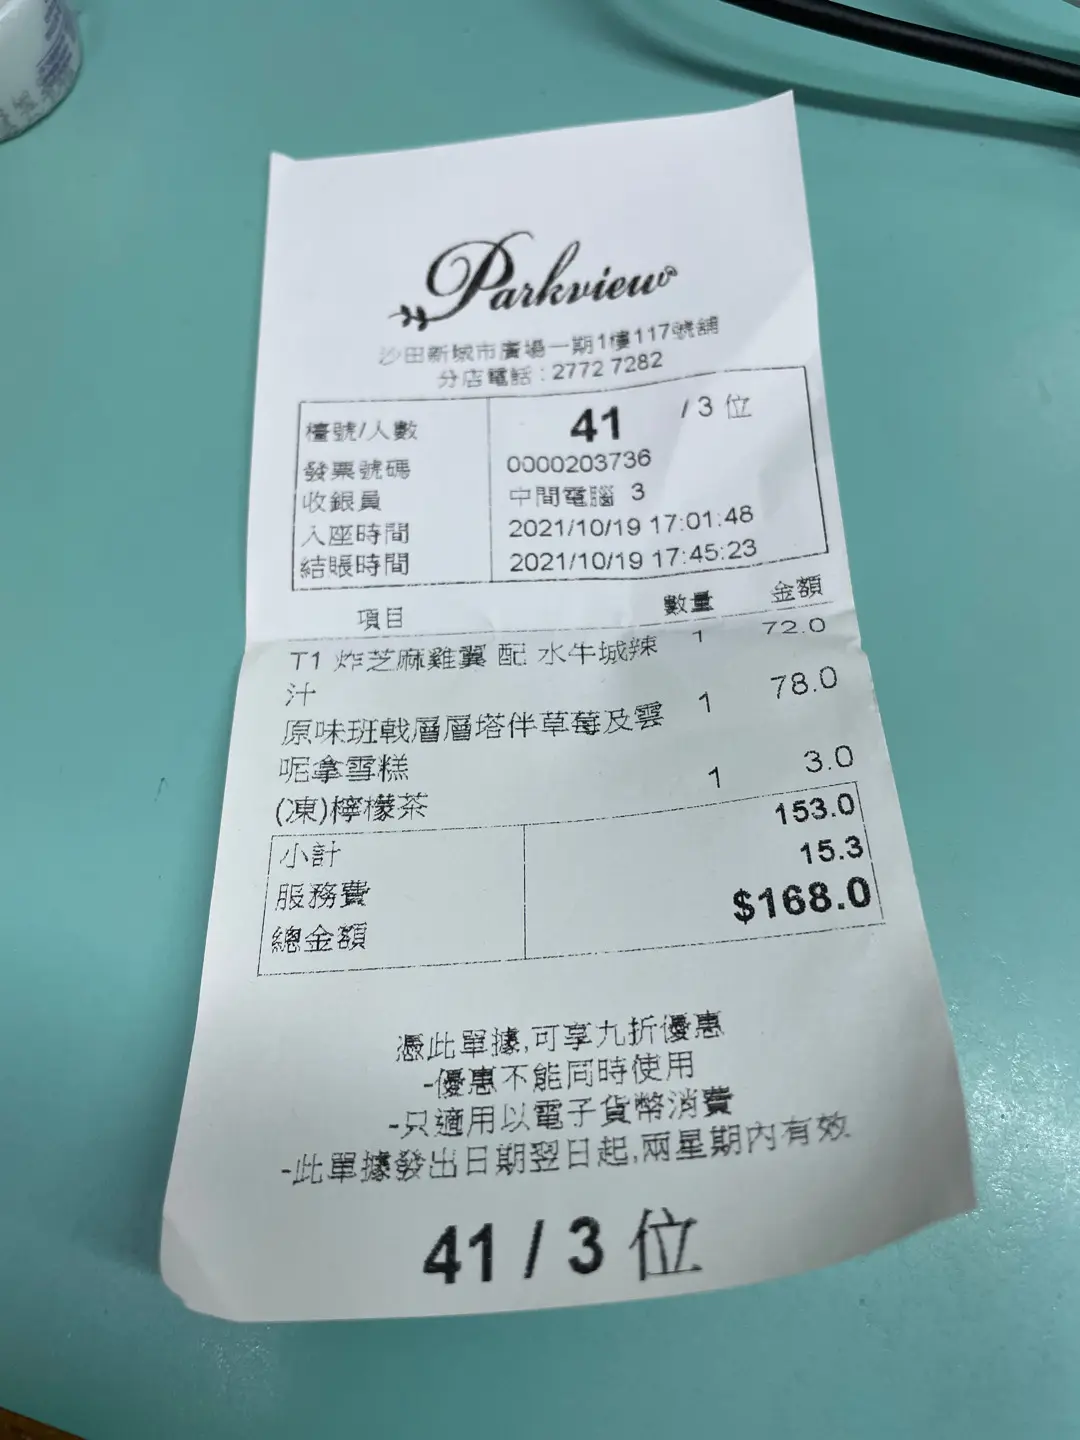 Parkview
沙田新城市廣場一期1樓117號舖
分店電話 : 2772 7282
檯號/人數 41 / 3 位
發票號碼 0000203736
收銀員 中間電腦 3
入座時間 2021/10/19 17:01:48
結賬時間 2021/10/19 17:45:23
項目 數量 金額
T1 炸芝麻雞翼 配 水牛城辣 1 72.0
汁
原味班戟層層塔伴草莓及雲 1 78.0
呢拿雪糕
(凍)檸檬茶 1 3.0
小計 153.0
服務費 15.3
總金額 $168.0
憑此單據,可享九折優惠
-優惠不能同時使用
-只適用以電子貨幣消費
-此單據發出日期翌日起,兩星期內有效
41 / 3 位